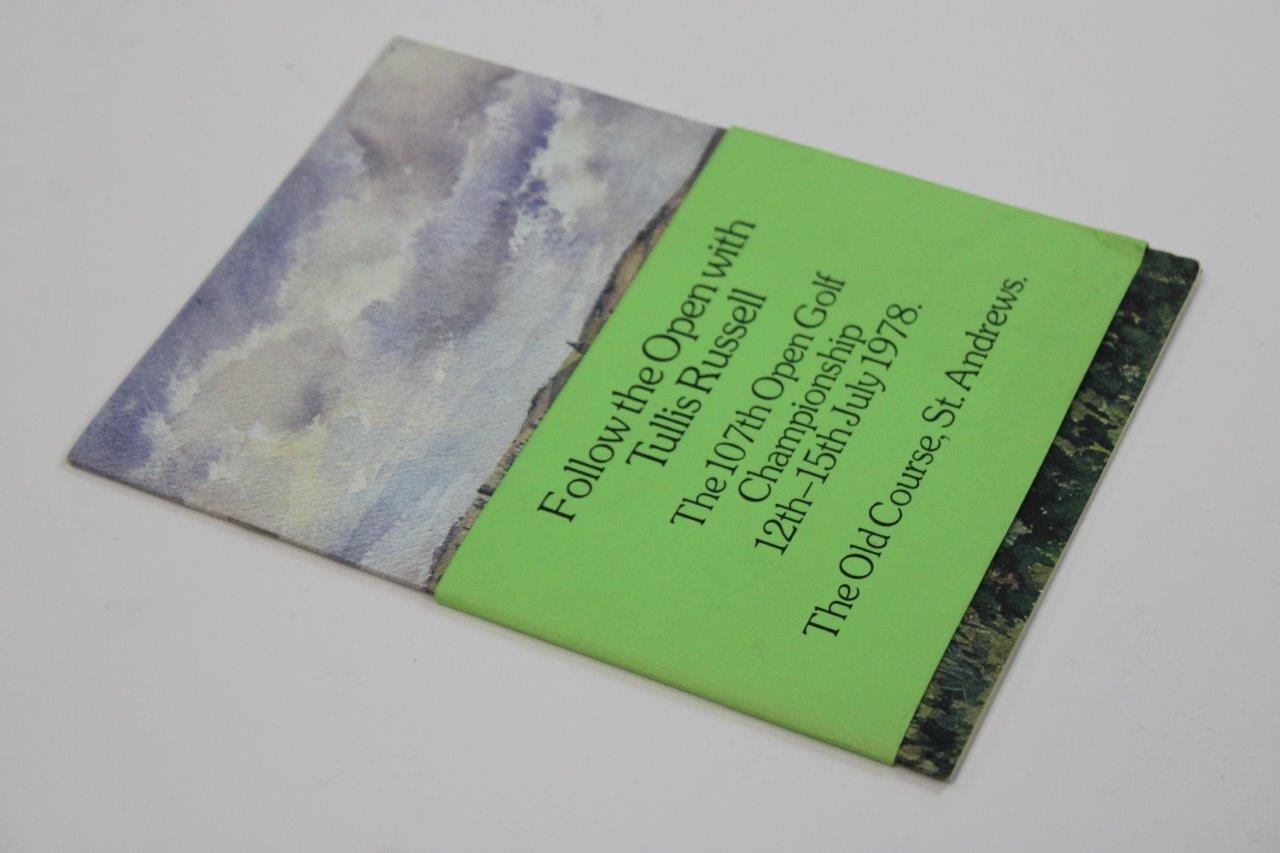 Follow the Open with
Tullis Russell
The 107th Open Golf
Championship
12th–15th July 1978.
The Old Course, St. Andrews.